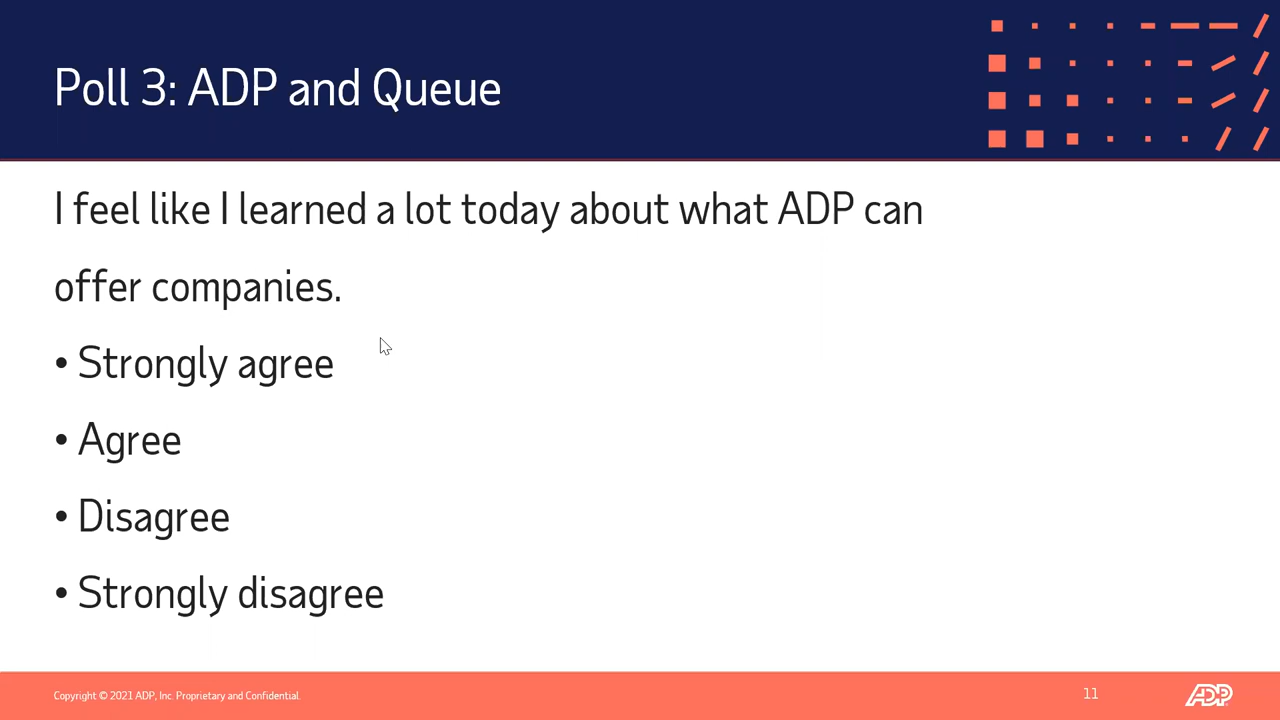 Poll 3: ADP and Queue
I feel like I learned a lot today about what ADP can
offer companies.
• Strongly agree
• Agree
• Disagree
• Strongly disagree
Copyright © 2021 ADP, Inc. Proprietary and Confidential.
11
ADP